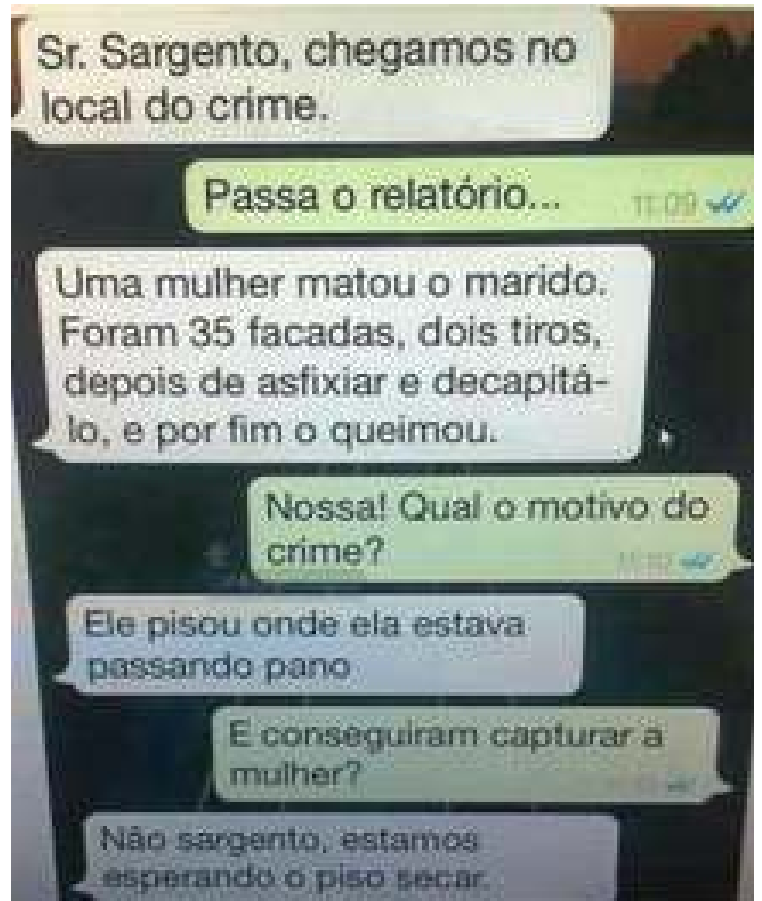 Sr. Sargento, chegamos no
local do crime.
Passa o relatório...
11:09
Uma mulher matou o marido.
Foram 35 facadas, dois tiros,
depois de asfixiar e decapitá-
lo, e por fim o queimou.
Nossa! Qual o motivo do
crime?
Ele pisou onde ela estava
passando pano
E conseguiram capturar a
mulher?
Não sargento, estamos
esperando o piso secar.